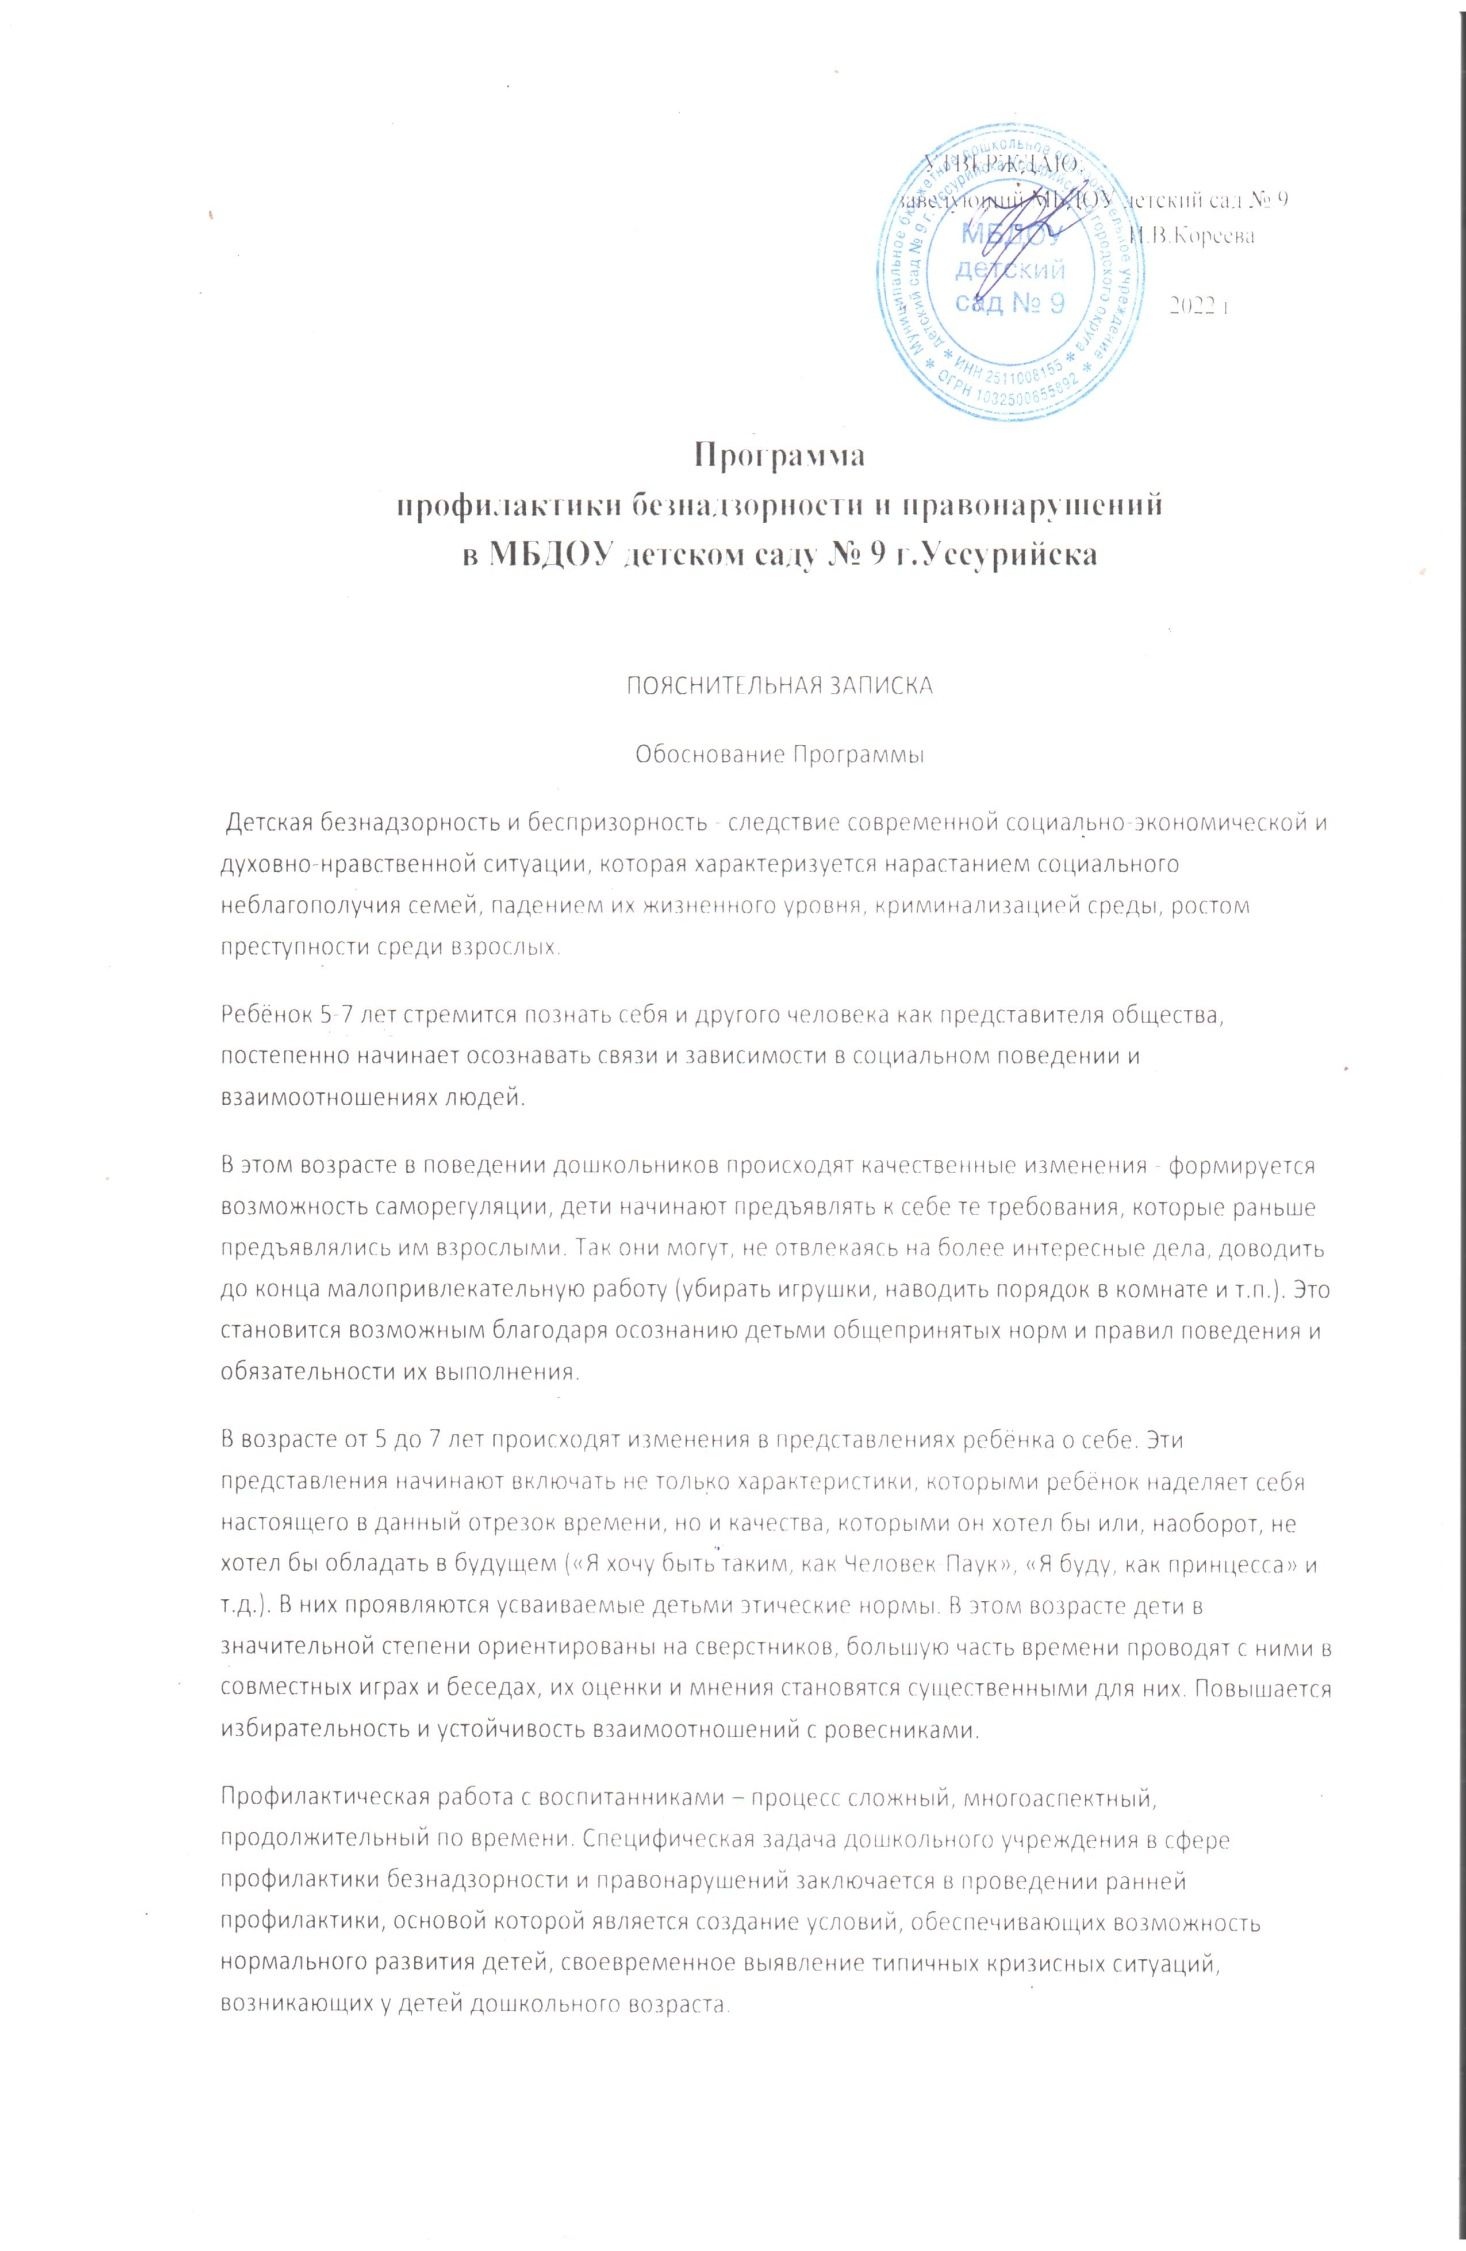 УТВЕРЖДАЮ
заведующий МБДОУ детский сад № 9
И.В.Кореева
2022 г
Муниципальное бюджетное дошкольное образовательное учреждение
детский сад № 9 г. Уссурийска Уссурийского городского округа
МБДОУ
детский
сад № 9
ИНН 2511008155
ОГРН 1032500855892
Программа
профилактики безнадзорности и правонарушений
в МБДОУ детском саду № 9 г.Уссурийска
ПОЯСНИТЕЛЬНАЯ ЗАПИСКА
Обоснование Программы
Детская безнадзорность и беспризорность - следствие современной социально-экономической и
духовно-нравственной ситуации, которая характеризуется нарастанием социального
неблагополучия семей, падением их жизненного уровня, криминализацией среды, ростом
преступности среди взрослых.
Ребёнок 5-7 лет стремится познать себя и другого человека как представителя общества,
постепенно начинает осознавать связи и зависимости в социальном поведении и
взаимоотношениях людей.
В этом возрасте в поведении дошкольников происходят качественные изменения - формируется
возможность саморегуляции, дети начинают предъявлять к себе те требования, которые раньше
предъявлялись им взрослыми. Так они могут, не отвлекаясь на более интересные дела, доводить
до конца малопривлекательную работу (убирать игрушки, наводить порядок в комнате и т.п.). Это
становится возможным благодаря осознанию детьми общепринятых норм и правил поведения и
обязательности их выполнения.
В возрасте от 5 до 7 лет происходят изменения в представлениях ребёнка о себе. Эти
представления начинают включать не только характеристики, которыми ребёнок наделяет себя
настоящего в данный отрезок времени, но и качества, которыми он хотел бы или, наоборот, не
хотел бы обладать в будущем («Я хочу быть таким, как Человек-Паук», «Я буду, как принцесса» и
т.д.). В них проявляются усваиваемые детьми этические нормы. В этом возрасте дети в
значительной степени ориентированы на сверстников, большую часть времени проводят с ними в
совместных играх и беседах, их оценки и мнения становятся существенными для них. Повышается
избирательность и устойчивость взаимоотношений с ровесниками.
Профилактическая работа с воспитанниками – процесс сложный, многоаспектный,
продолжительный по времени. Специфическая задача дошкольного учреждения в сфере
профилактики безнадзорности и правонарушений заключается в проведении ранней
профилактики, основой которой является создание условий, обеспечивающих возможность
нормального развития детей, своевременное выявление типичных кризисных ситуаций,
возникающих у детей дошкольного возраста.